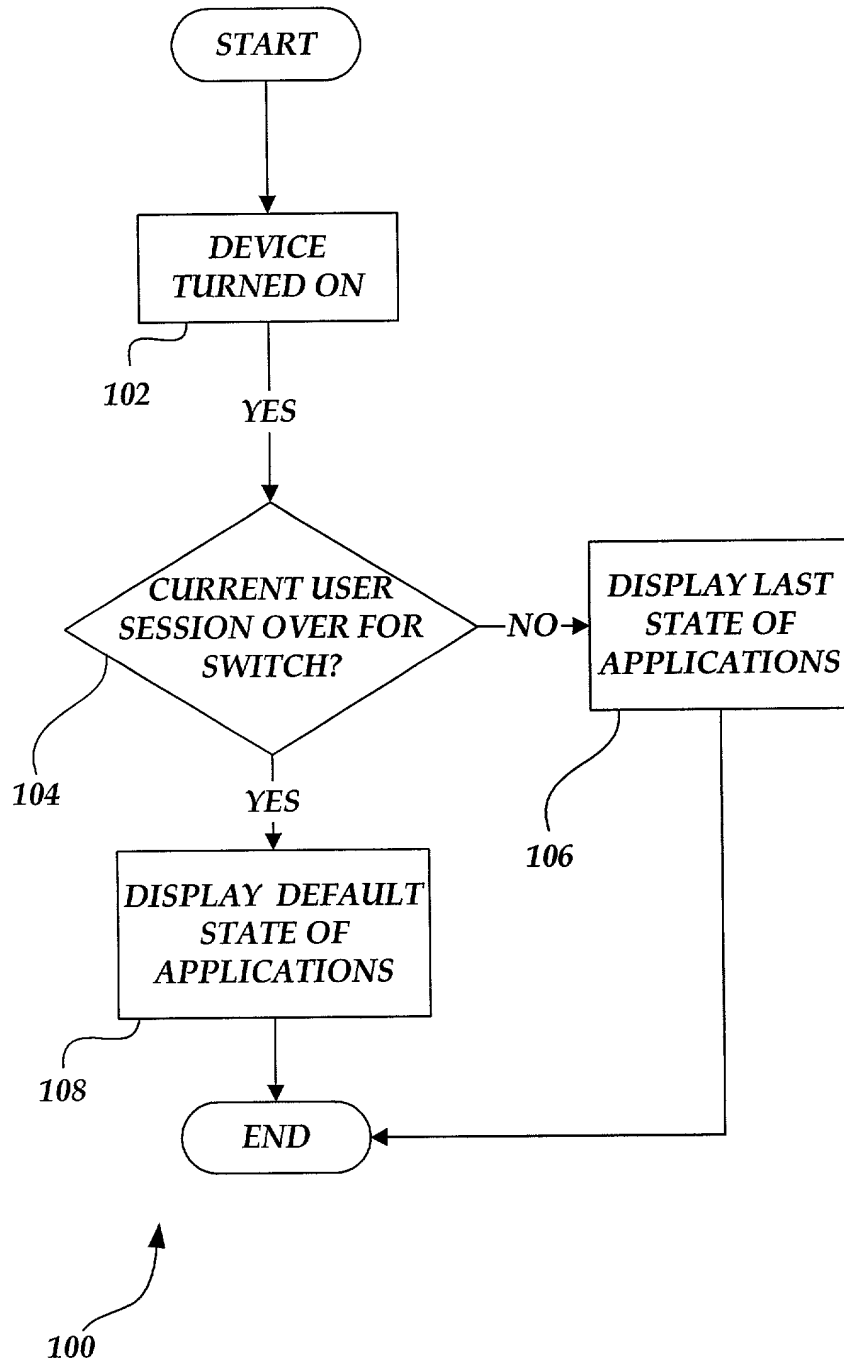 START
DEVICE
TURNED ON
102
YES
CURRENT USER
SESSION OVER FOR
SWITCH?
NO
DISPLAY LAST
STATE OF
APPLICATIONS
104
106
YES
DISPLAY DEFAULT
STATE OF
APPLICATIONS
108
END
100